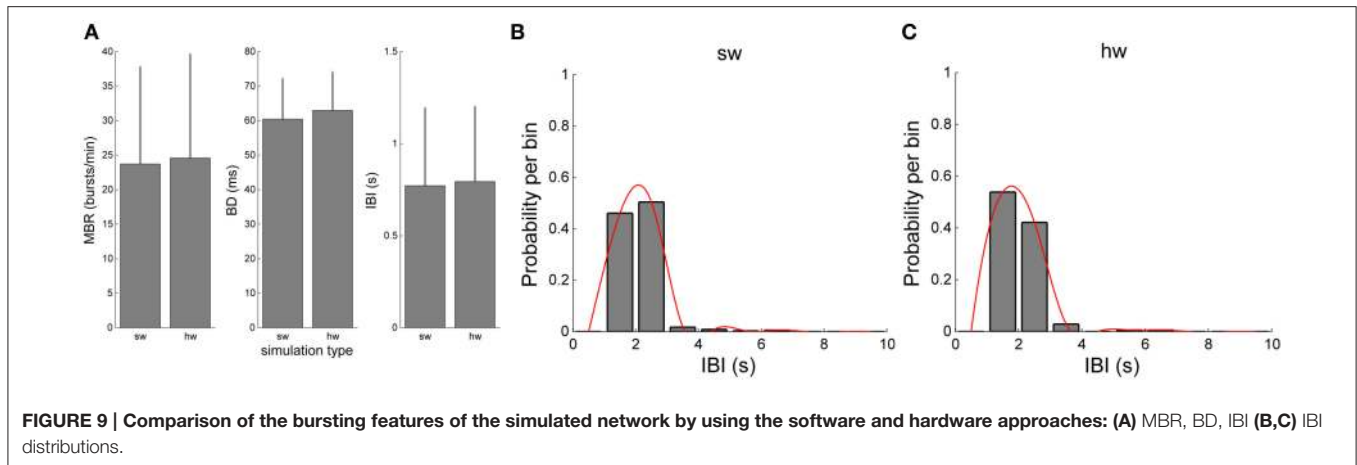 A
40
35
30
25
20
15
10
5
0
MBR (bursts/min)
sw hw
80
70
60
50
40
30
20
10
0
BD (ms)
sw hw
simulation type
1.5
1
0.5
0
IBI (s)
sw hw
B
sw
1
0.8
0.6
0.4
0.2
0
Probability per bin
0 2 4 6 8 10
IBI (s)
C
hw
1
0.8
0.6
0.4
0.2
0
Probability per bin
0 2 4 6 8 10
IBI (s)
FIGURE 9 | Comparison of the bursting features of the simulated network by using the software and hardware approaches: (A) MBR, BD, IBI (B,C) IBI
distributions.